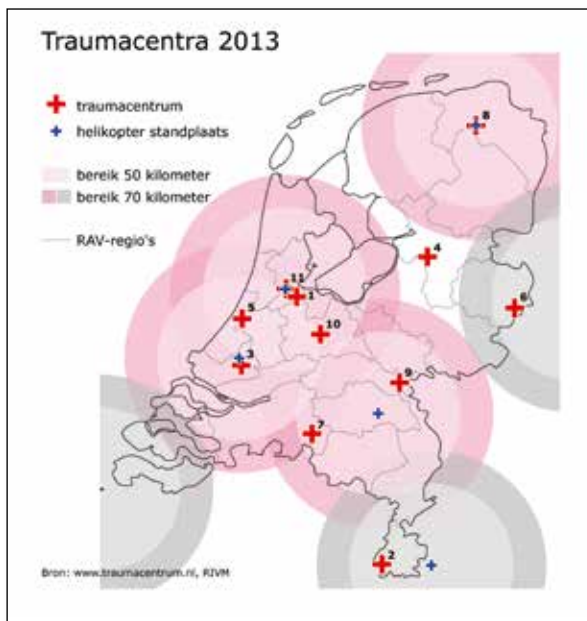 Traumacentra 2013
traumacentrum
helikopter standplaats
bereik 50 kilometer
bereik 70 kilometer
RAV-regio's
8
4
11
1
6
5
10
3
9
7
2
Bron: www.traumacentrum.nl, RIVM